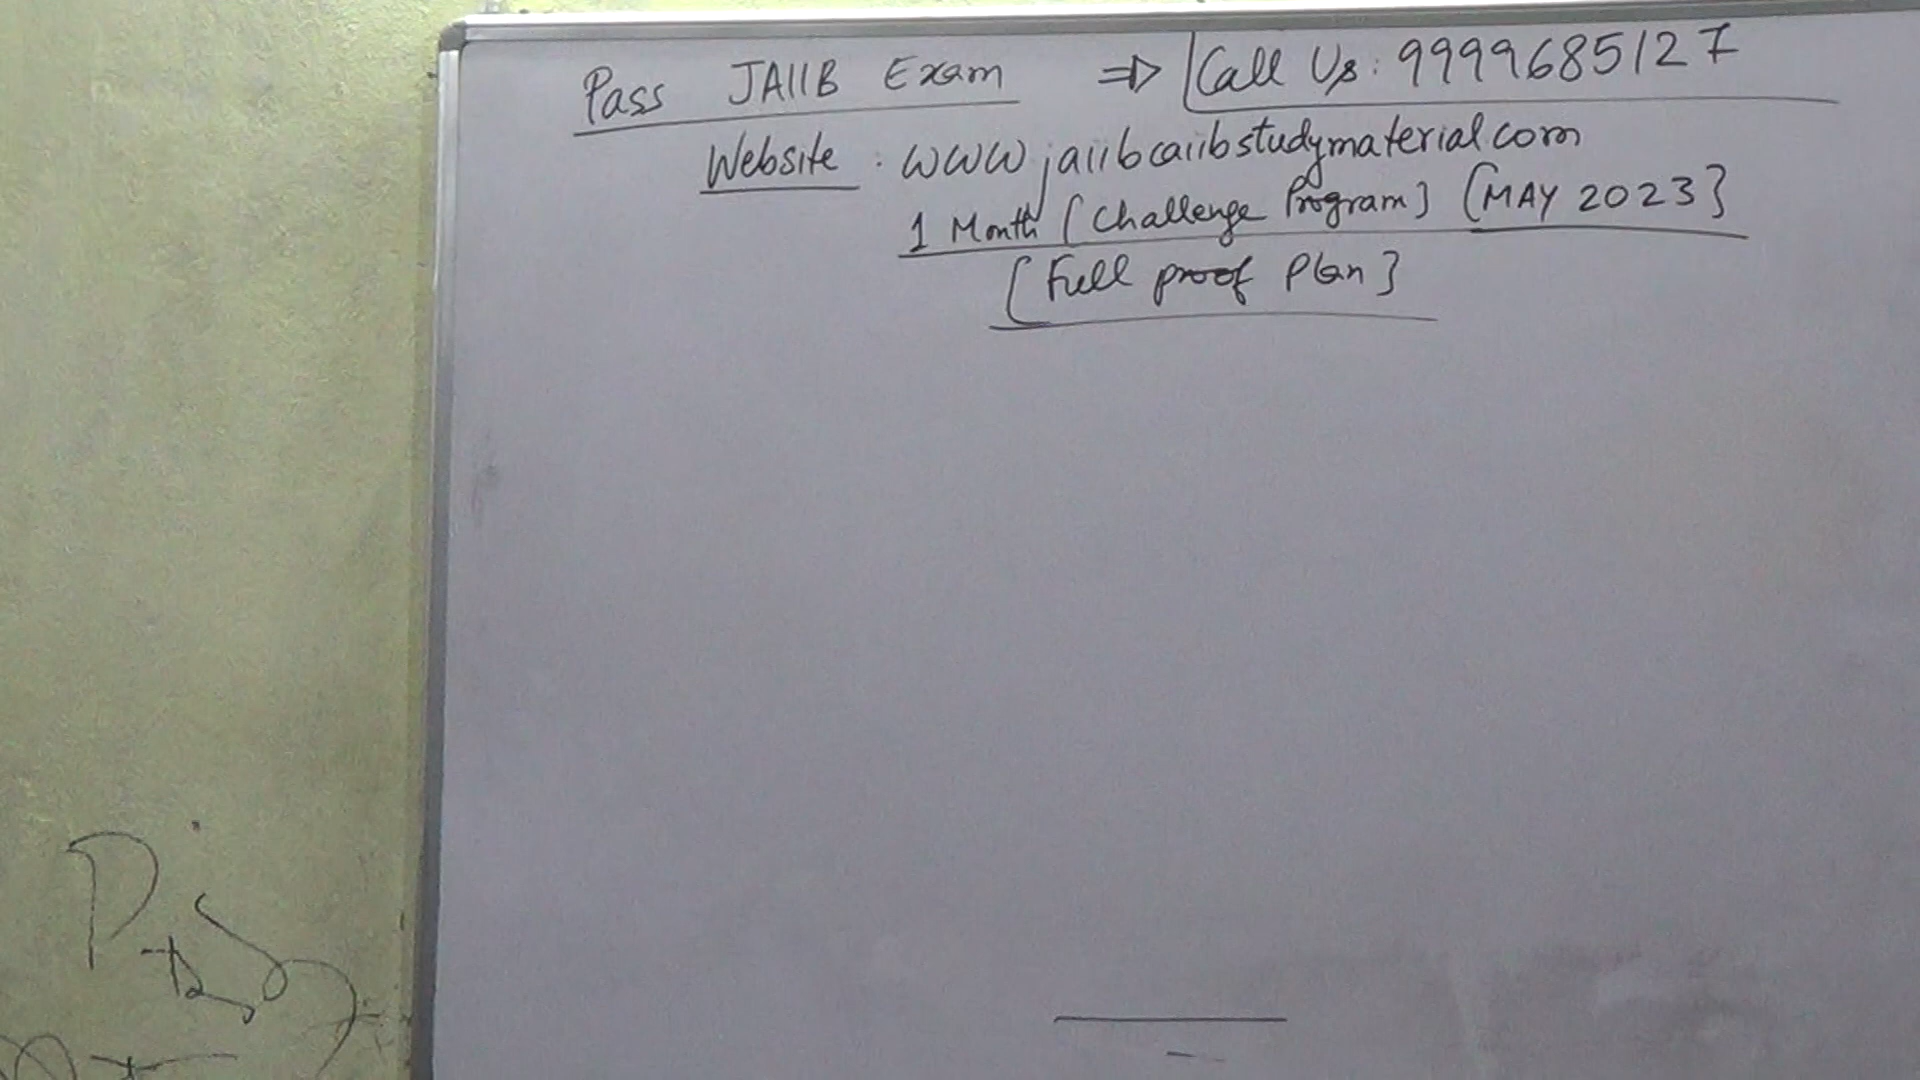 Pass JAIIB Exam ⇒ Call Us: 9999685127
Website : www.jaiibcaiibstudymaterial.com
1 Month [Challenge Program] [MAY 2023]
[Full proof Plan]